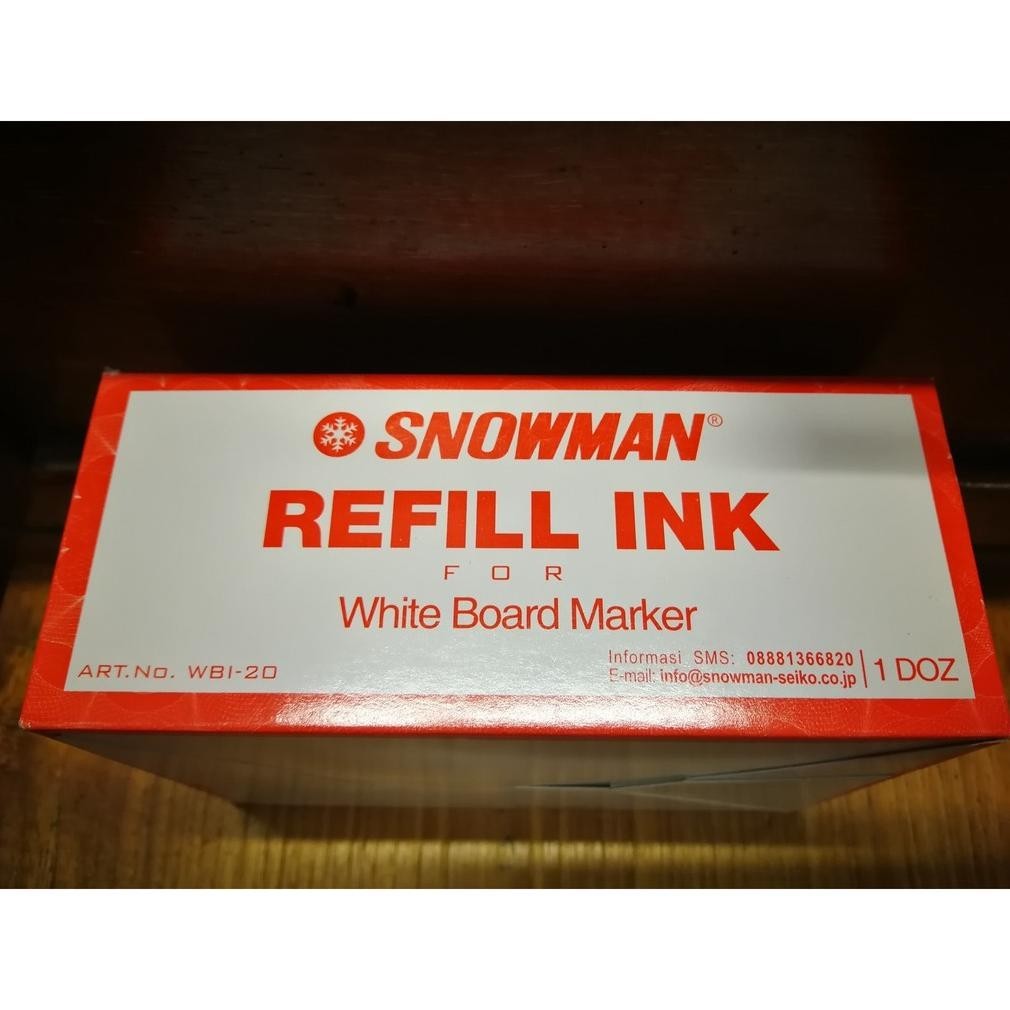 SNOWMAN®
REFILL INK
FOR
White Board Marker
ART.No. WBI-20
Informasi SMS: 08881366820
E-mail: info@snowman-seiko.co.jp
1 DOZ